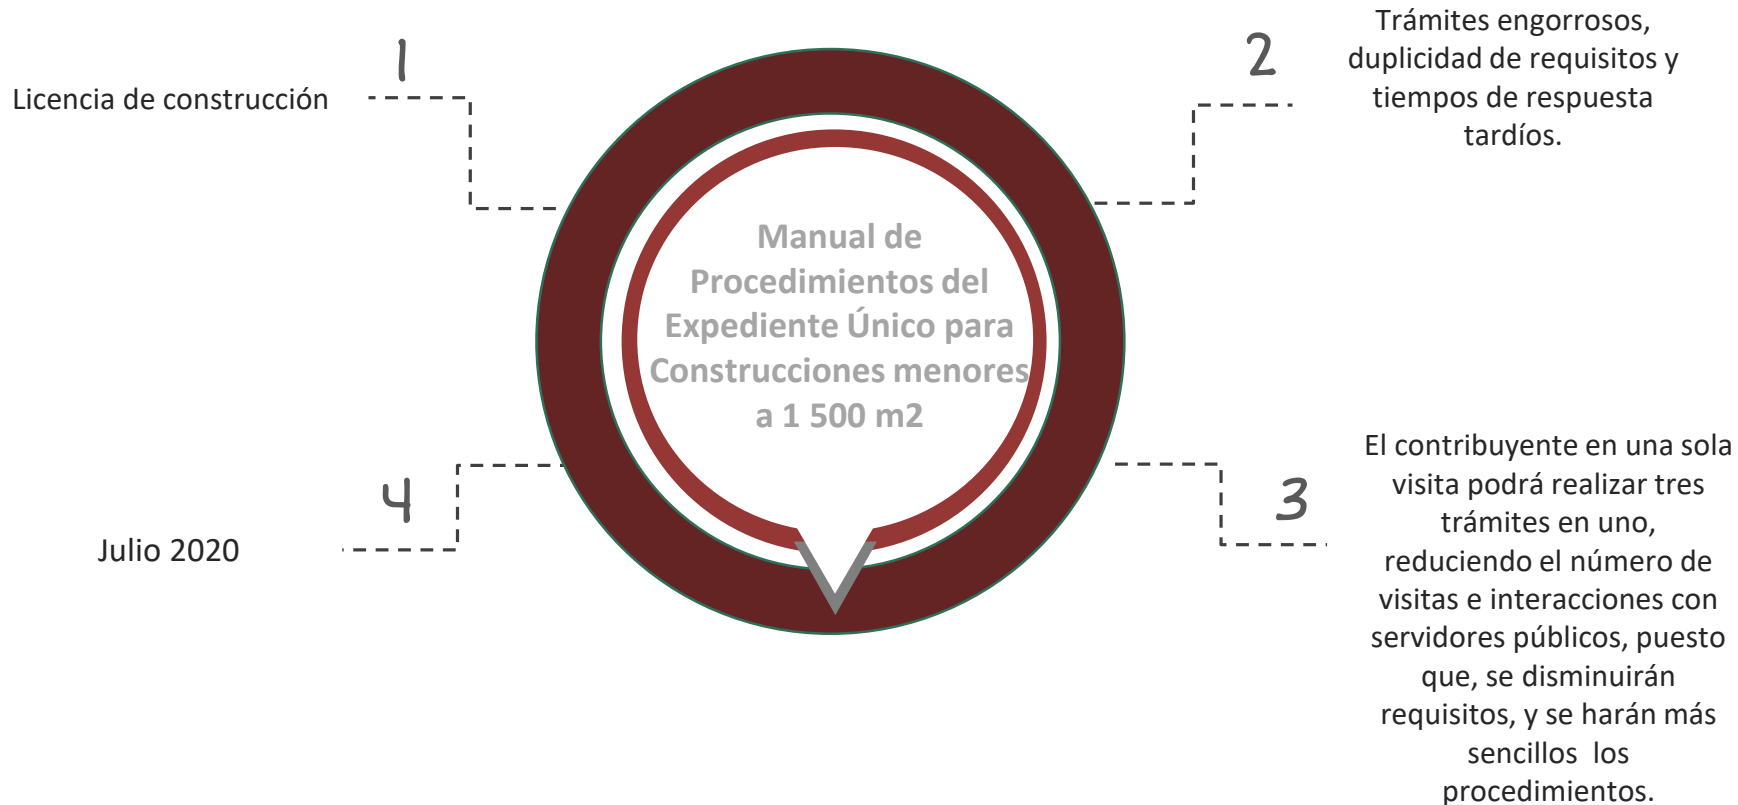 1
Licencia de construcción
2
Trámites engorrosos,
duplicidad de requisitos y
tiempos de respuesta
tardíos.
Manual de
Procedimientos del
Expediente Único para
Construcciones menores
a 1 500 m2
3
El contribuyente en una sola
visita podrá realizar tres
trámites en uno,
reduciendo el número de
visitas e interacciones con
servidores públicos, puesto
que, se disminuirán
requisitos, y se harán más
sencillos los
procedimientos.
4
Julio 2020